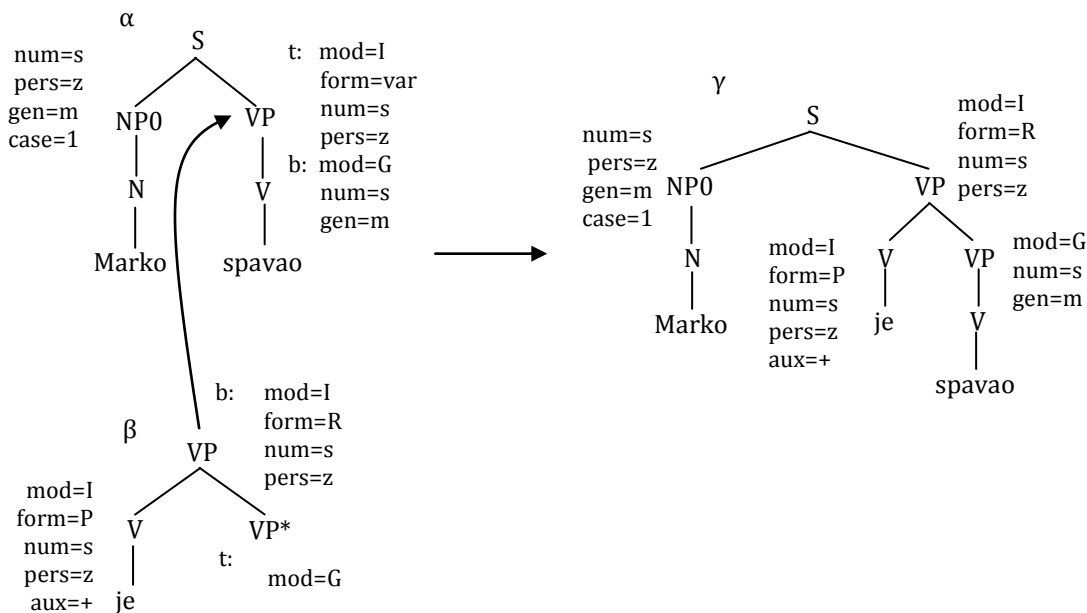 α
S
num=s
pers=z
gen=m
case=1
NP0
VP
t: mod=I
form=var
num=s
pers=z
b: mod=G
num=s
gen=m
N
V
Marko
spavao
β
b: mod=I
form=R
num=s
pers=z
VP
mod=I
form=P
num=s
pers=z
aux=+
V
VP*
t:
mod=G
je
γ
S
num=s
pers=z
gen=m
case=1
NP0
VP
mod=I
form=R
num=s
pers=z
N
Marko
mod=I
form=P
num=s
pers=z
aux=+
V
je
VP
mod=G
num=s
gen=m
V
spavao